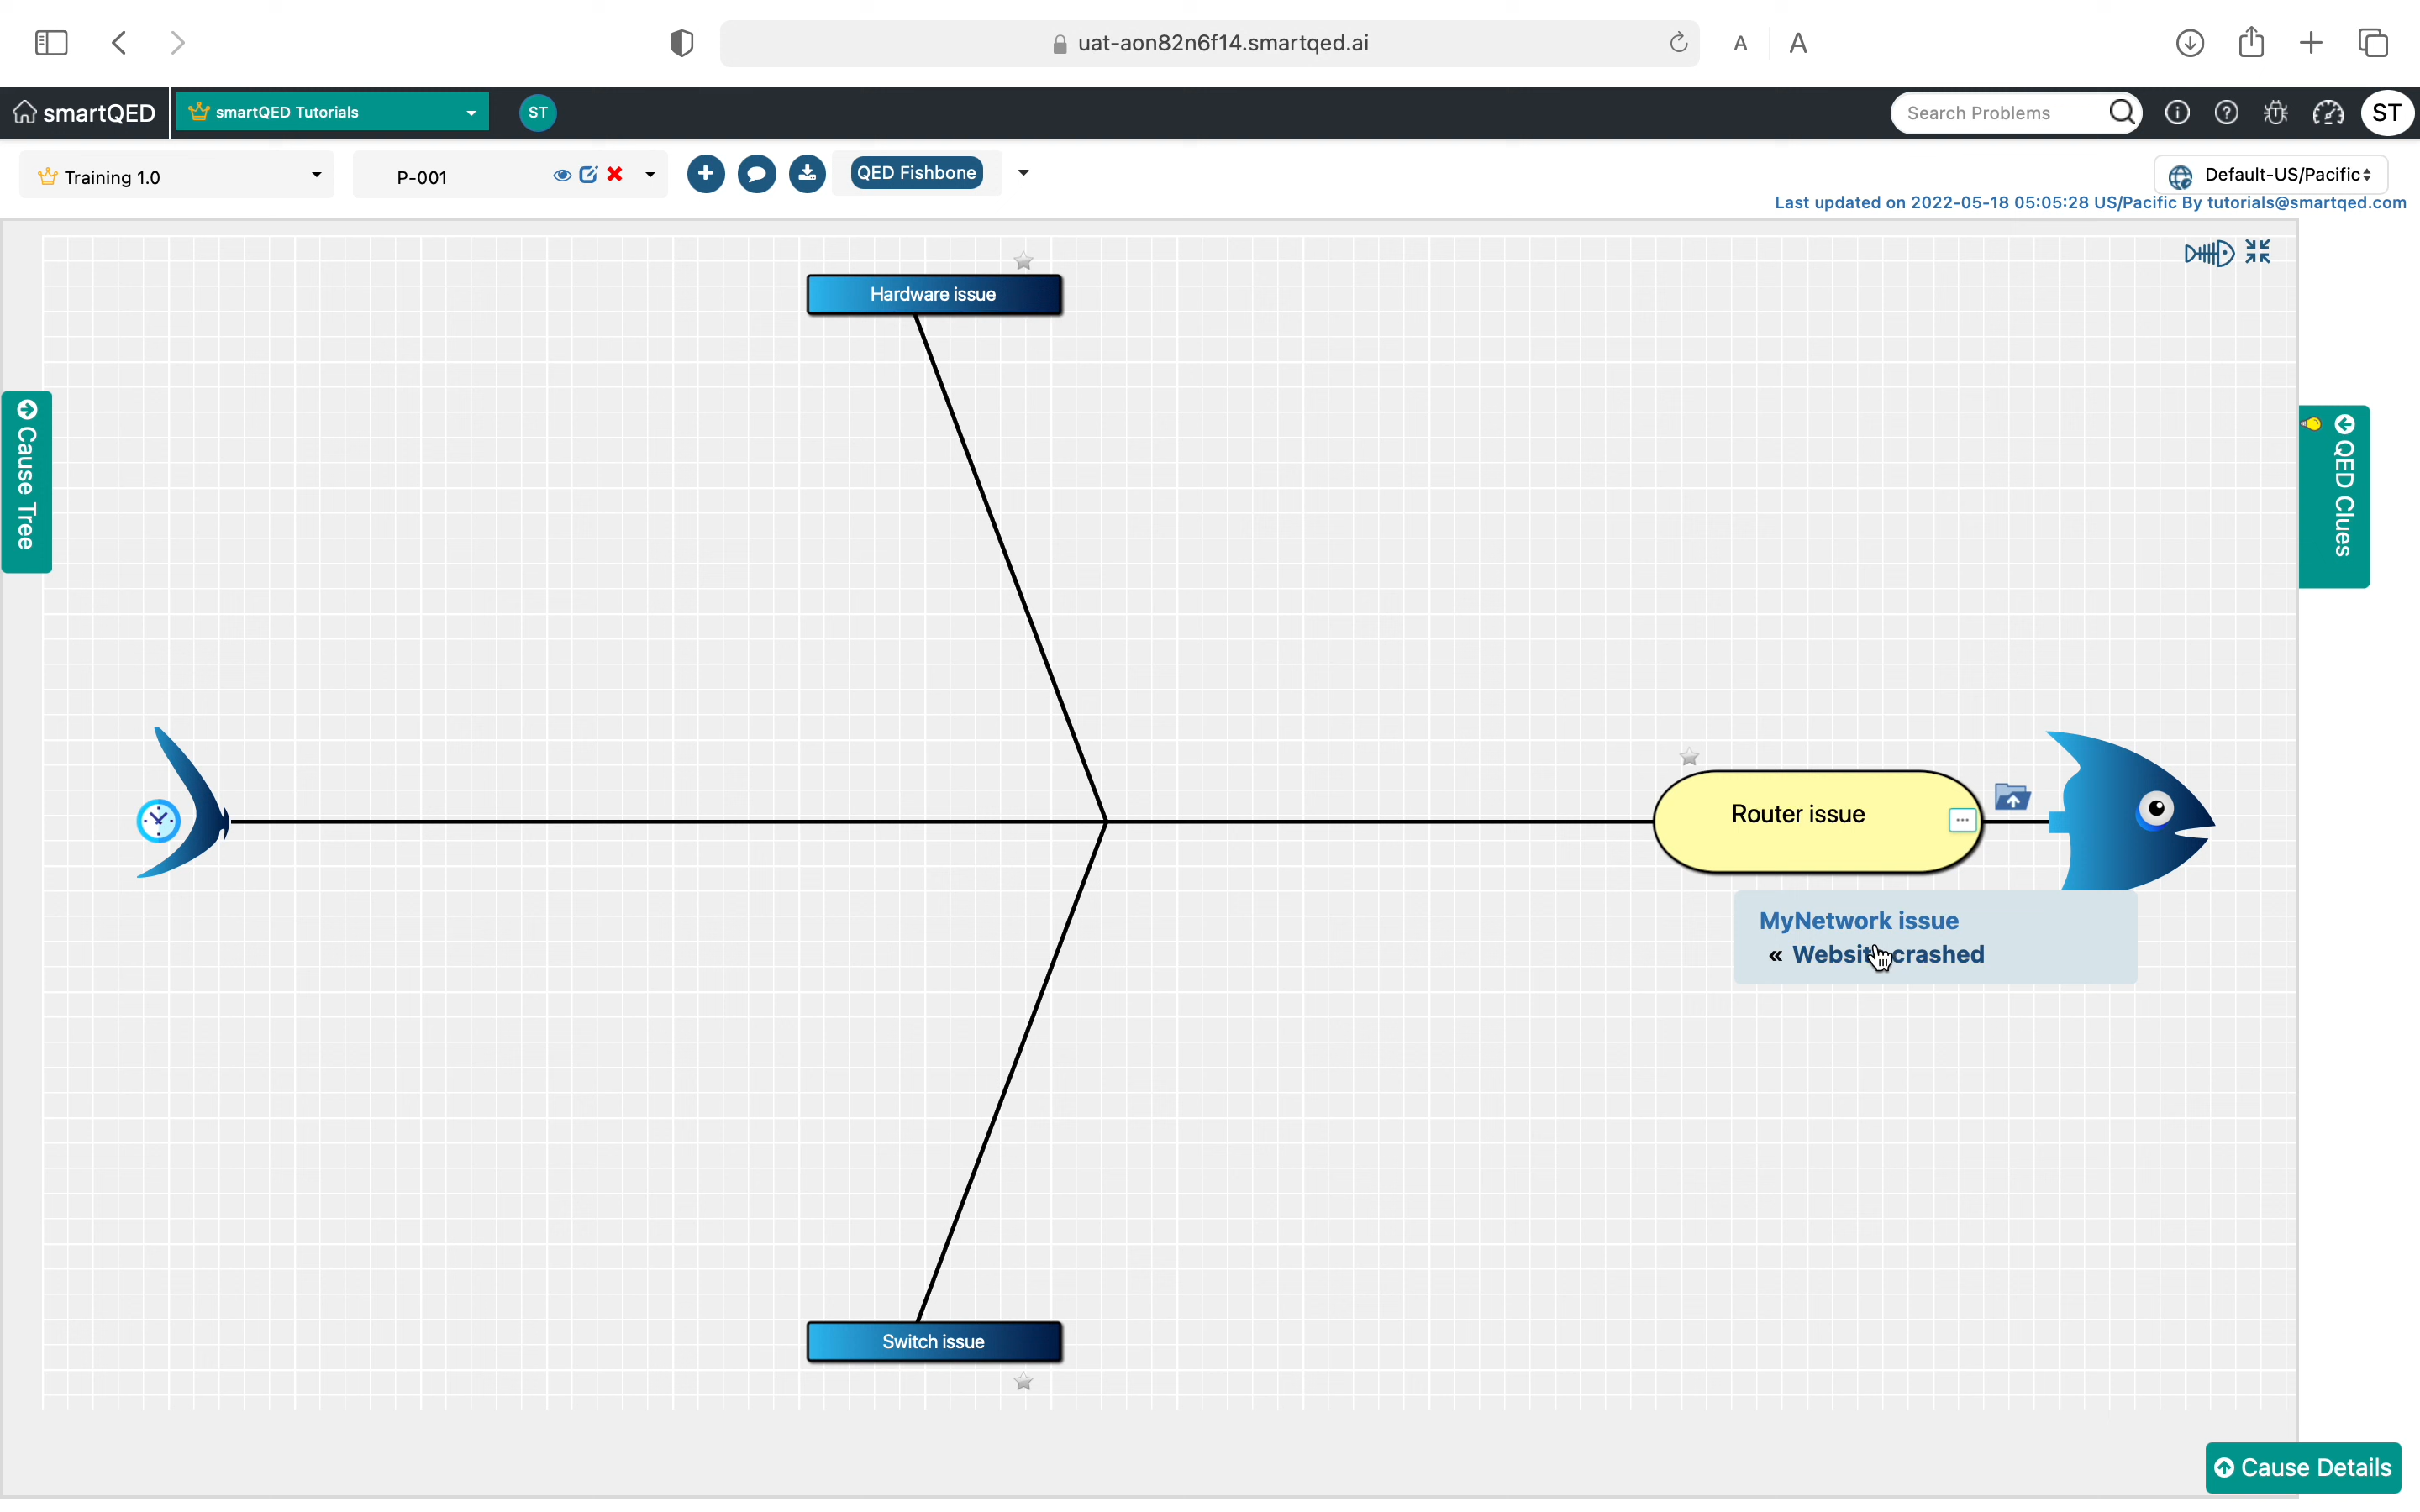 uat-aon82n6f14.smartqed.ai
A A
smartQED
smartQED Tutorials
ST
Search Problems
ST
Training 1.0
P-001
QED Fishbone
Default-US/Pacific
Last updated on 2022-05-18 05:05:28 US/Pacific By tutorials@smartqed.com
Hardware issue
Cause Tree
QED Clues
Router issue
MyNetwork issue
« Website crashed
Switch issue
Cause Details